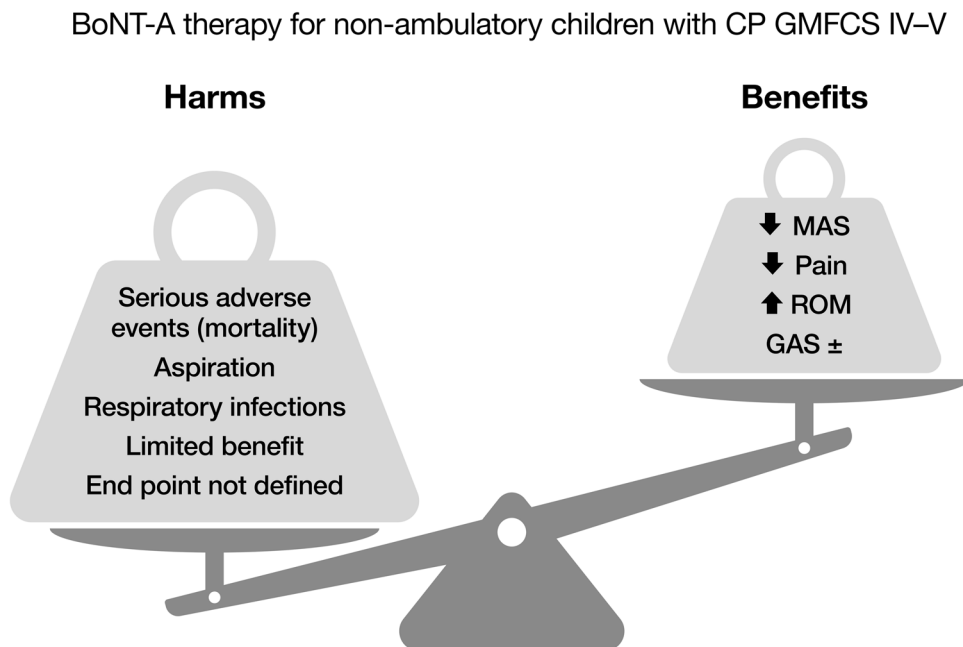 BoNT-A therapy for non-ambulatory children with CP GMFCS IV–V
Harms
Serious adverse
events (mortality)
Aspiration
Respiratory infections
Limited benefit
End point not defined
Benefits
⬇ MAS
⬇ Pain
⬆ ROM
GAS ±